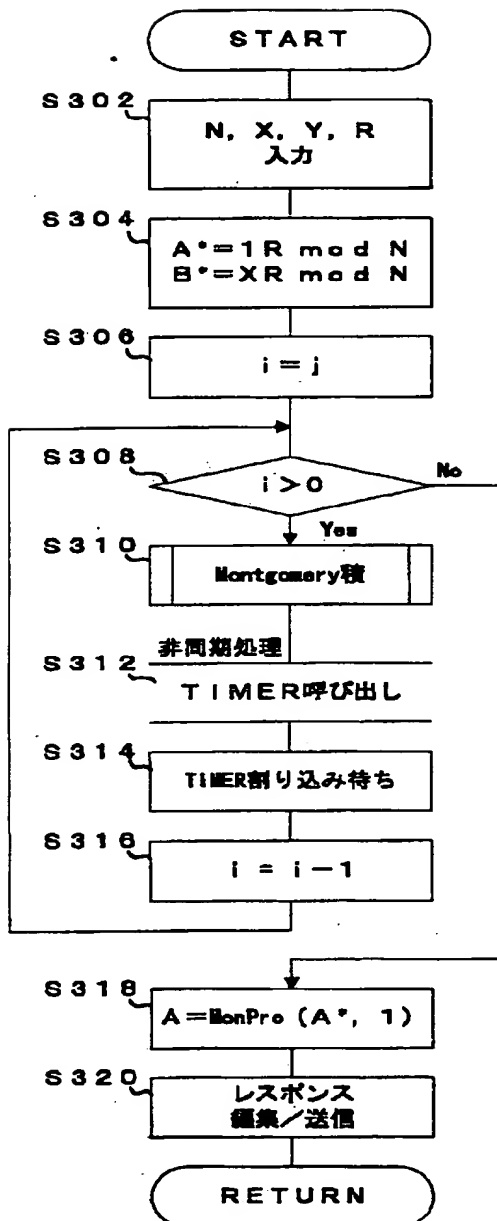 START
S302
N, X, Y, R
入力
S304
A*=1R mod N
B*=XR mod N
S306
i=j
S308
i>0
No
Yes
S310
Montgomery積
非同期処理
S312
TIMER呼び出し
S314
TIMER割り込み待ち
S316
i = i-1
S318
A=MonPro (A*, 1)
S320
レスポンス
編集/送信
RETURN